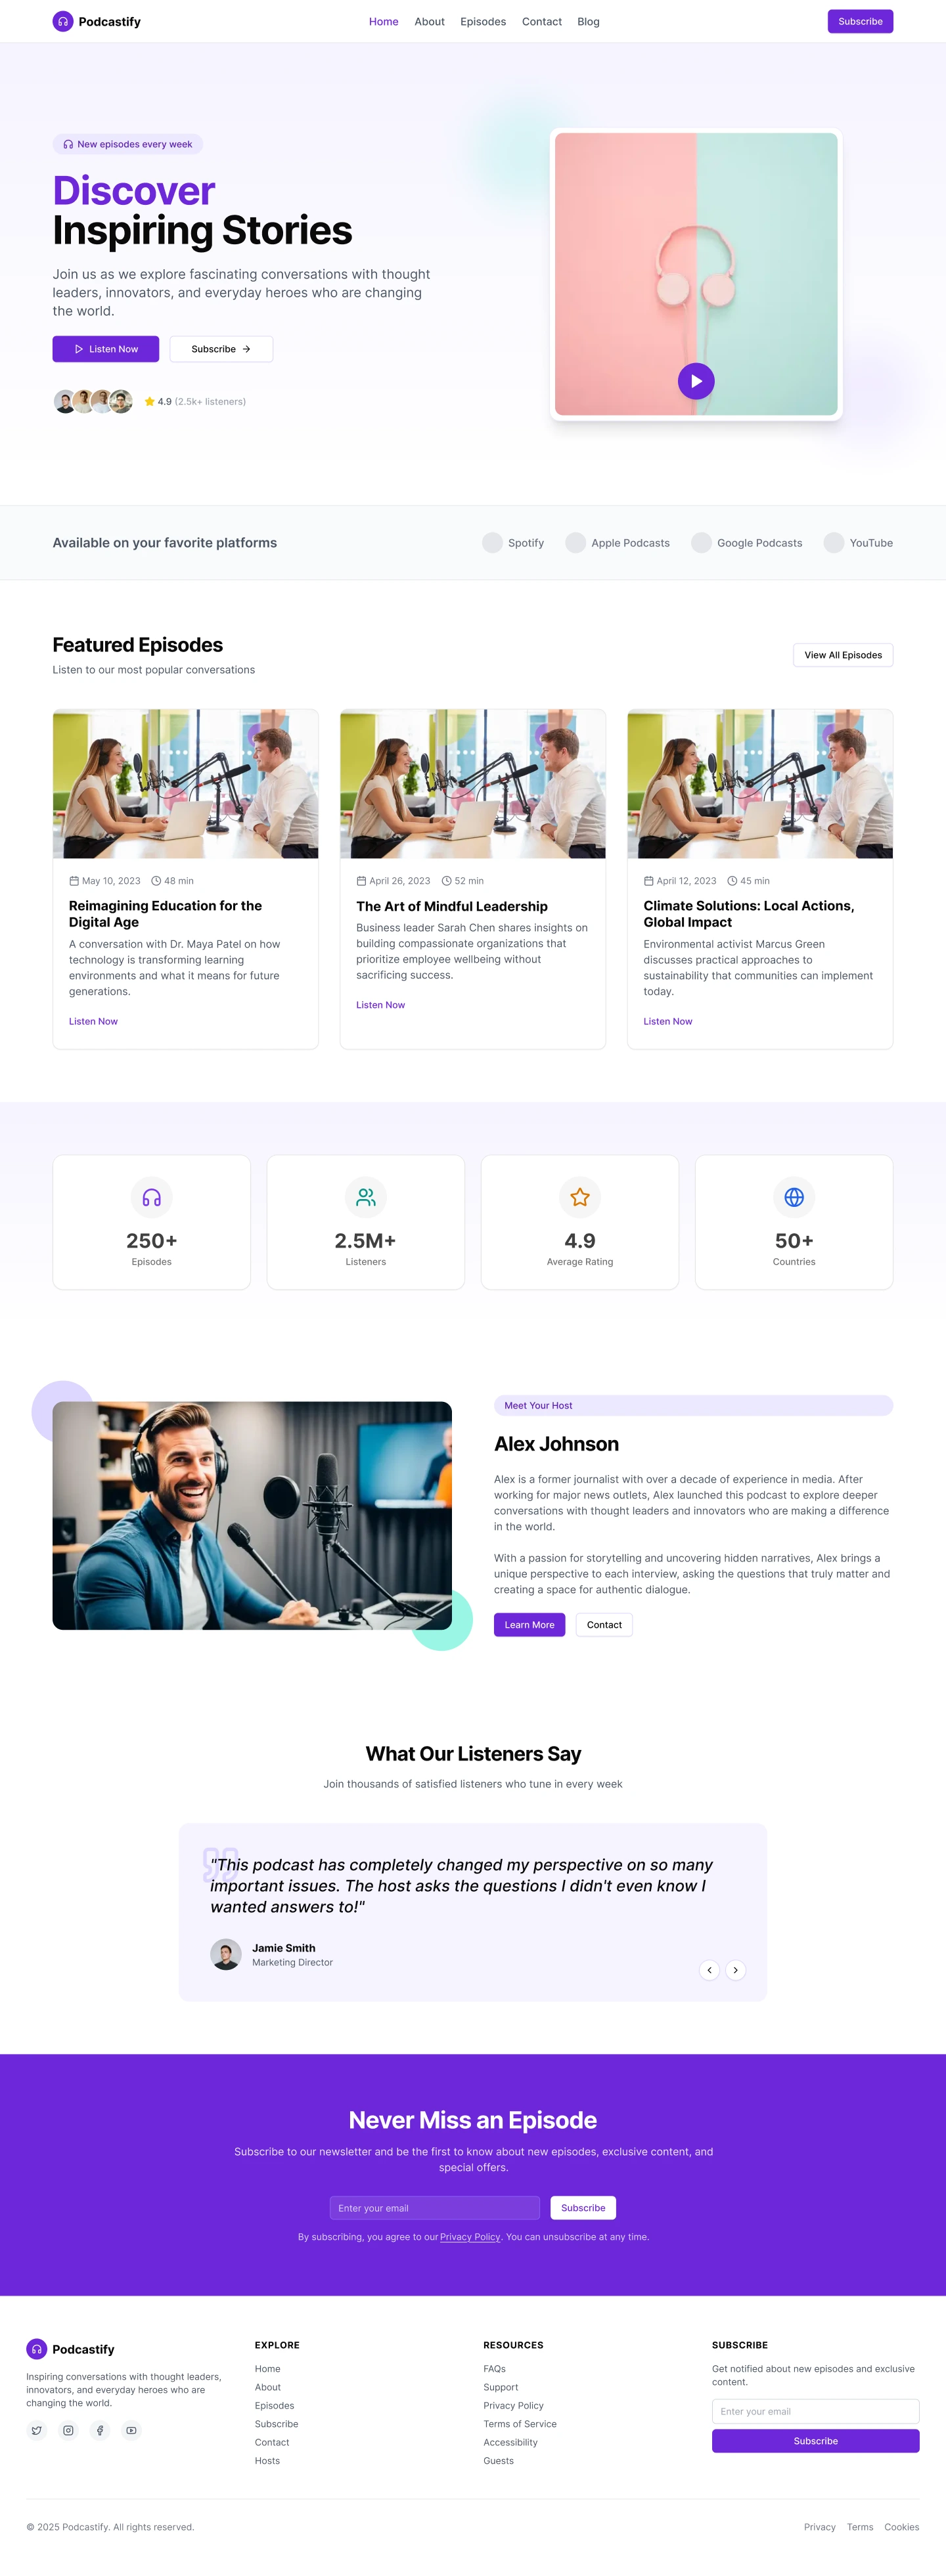 Podcastify
Home
About
Episodes
Contact
Blog
Subscribe
New episodes every week
Discover
Inspiring Stories
Join us as we explore fascinating conversations with thought
leaders, innovators, and everyday heroes who are changing
the world.
Listen Now
Subscribe
4.9 (2.5k+ listeners)
Available on your favorite platforms
Spotify
Apple Podcasts
Google Podcasts
YouTube
Featured Episodes
Listen to our most popular conversations
View All Episodes
May 10, 2023
48 min
Reimagining Education for the
Digital Age
A conversation with Dr. Maya Patel on how
technology is transforming learning
environments and what it means for future
generations.
Listen Now
April 26, 2023
52 min
The Art of Mindful Leadership
Business leader Sarah Chen shares insights on
building compassionate organizations that
prioritize employee wellbeing without
sacrificing success.
Listen Now
April 12, 2023
45 min
Climate Solutions: Local Actions,
Global Impact
Environmental activist Marcus Green
discusses practical approaches to
sustainability that communities can implement
today.
Listen Now
250+
Episodes
2.5M+
Listeners
4.9
Average Rating
50+
Countries
Meet Your Host
Alex Johnson
Alex is a former journalist with over a decade of experience in media. After
working for major news outlets, Alex launched this podcast to explore deeper
conversations with thought leaders and innovators who are making a difference
in the world.
With a passion for storytelling and uncovering hidden narratives, Alex brings a
unique perspective to each interview, asking the questions that truly matter and
creating a space for authentic dialogue.
Learn More
Contact
What Our Listeners Say
Join thousands of satisfied listeners who tune in every week
"This podcast has completely changed my perspective on so many
important issues. The host asks the questions I didn't even know I
wanted answers to!"
Jamie Smith
Marketing Director
Never Miss an Episode
Subscribe to our newsletter and be the first to know about new episodes, exclusive content, and
special offers.
Enter your email
Subscribe
By subscribing, you agree to our Privacy Policy. You can unsubscribe at any time.
Podcastify
Inspiring conversations with thought leaders,
innovators, and everyday heroes who are
changing the world.
EXPLORE
Home
About
Episodes
Subscribe
Contact
Hosts
RESOURCES
FAQs
Support
Privacy Policy
Terms of Service
Accessibility
Guests
SUBSCRIBE
Get notified about new episodes and exclusive
content.
Enter your email
Subscribe
© 2025 Podcastify. All rights reserved.
Privacy
Terms
Cookies